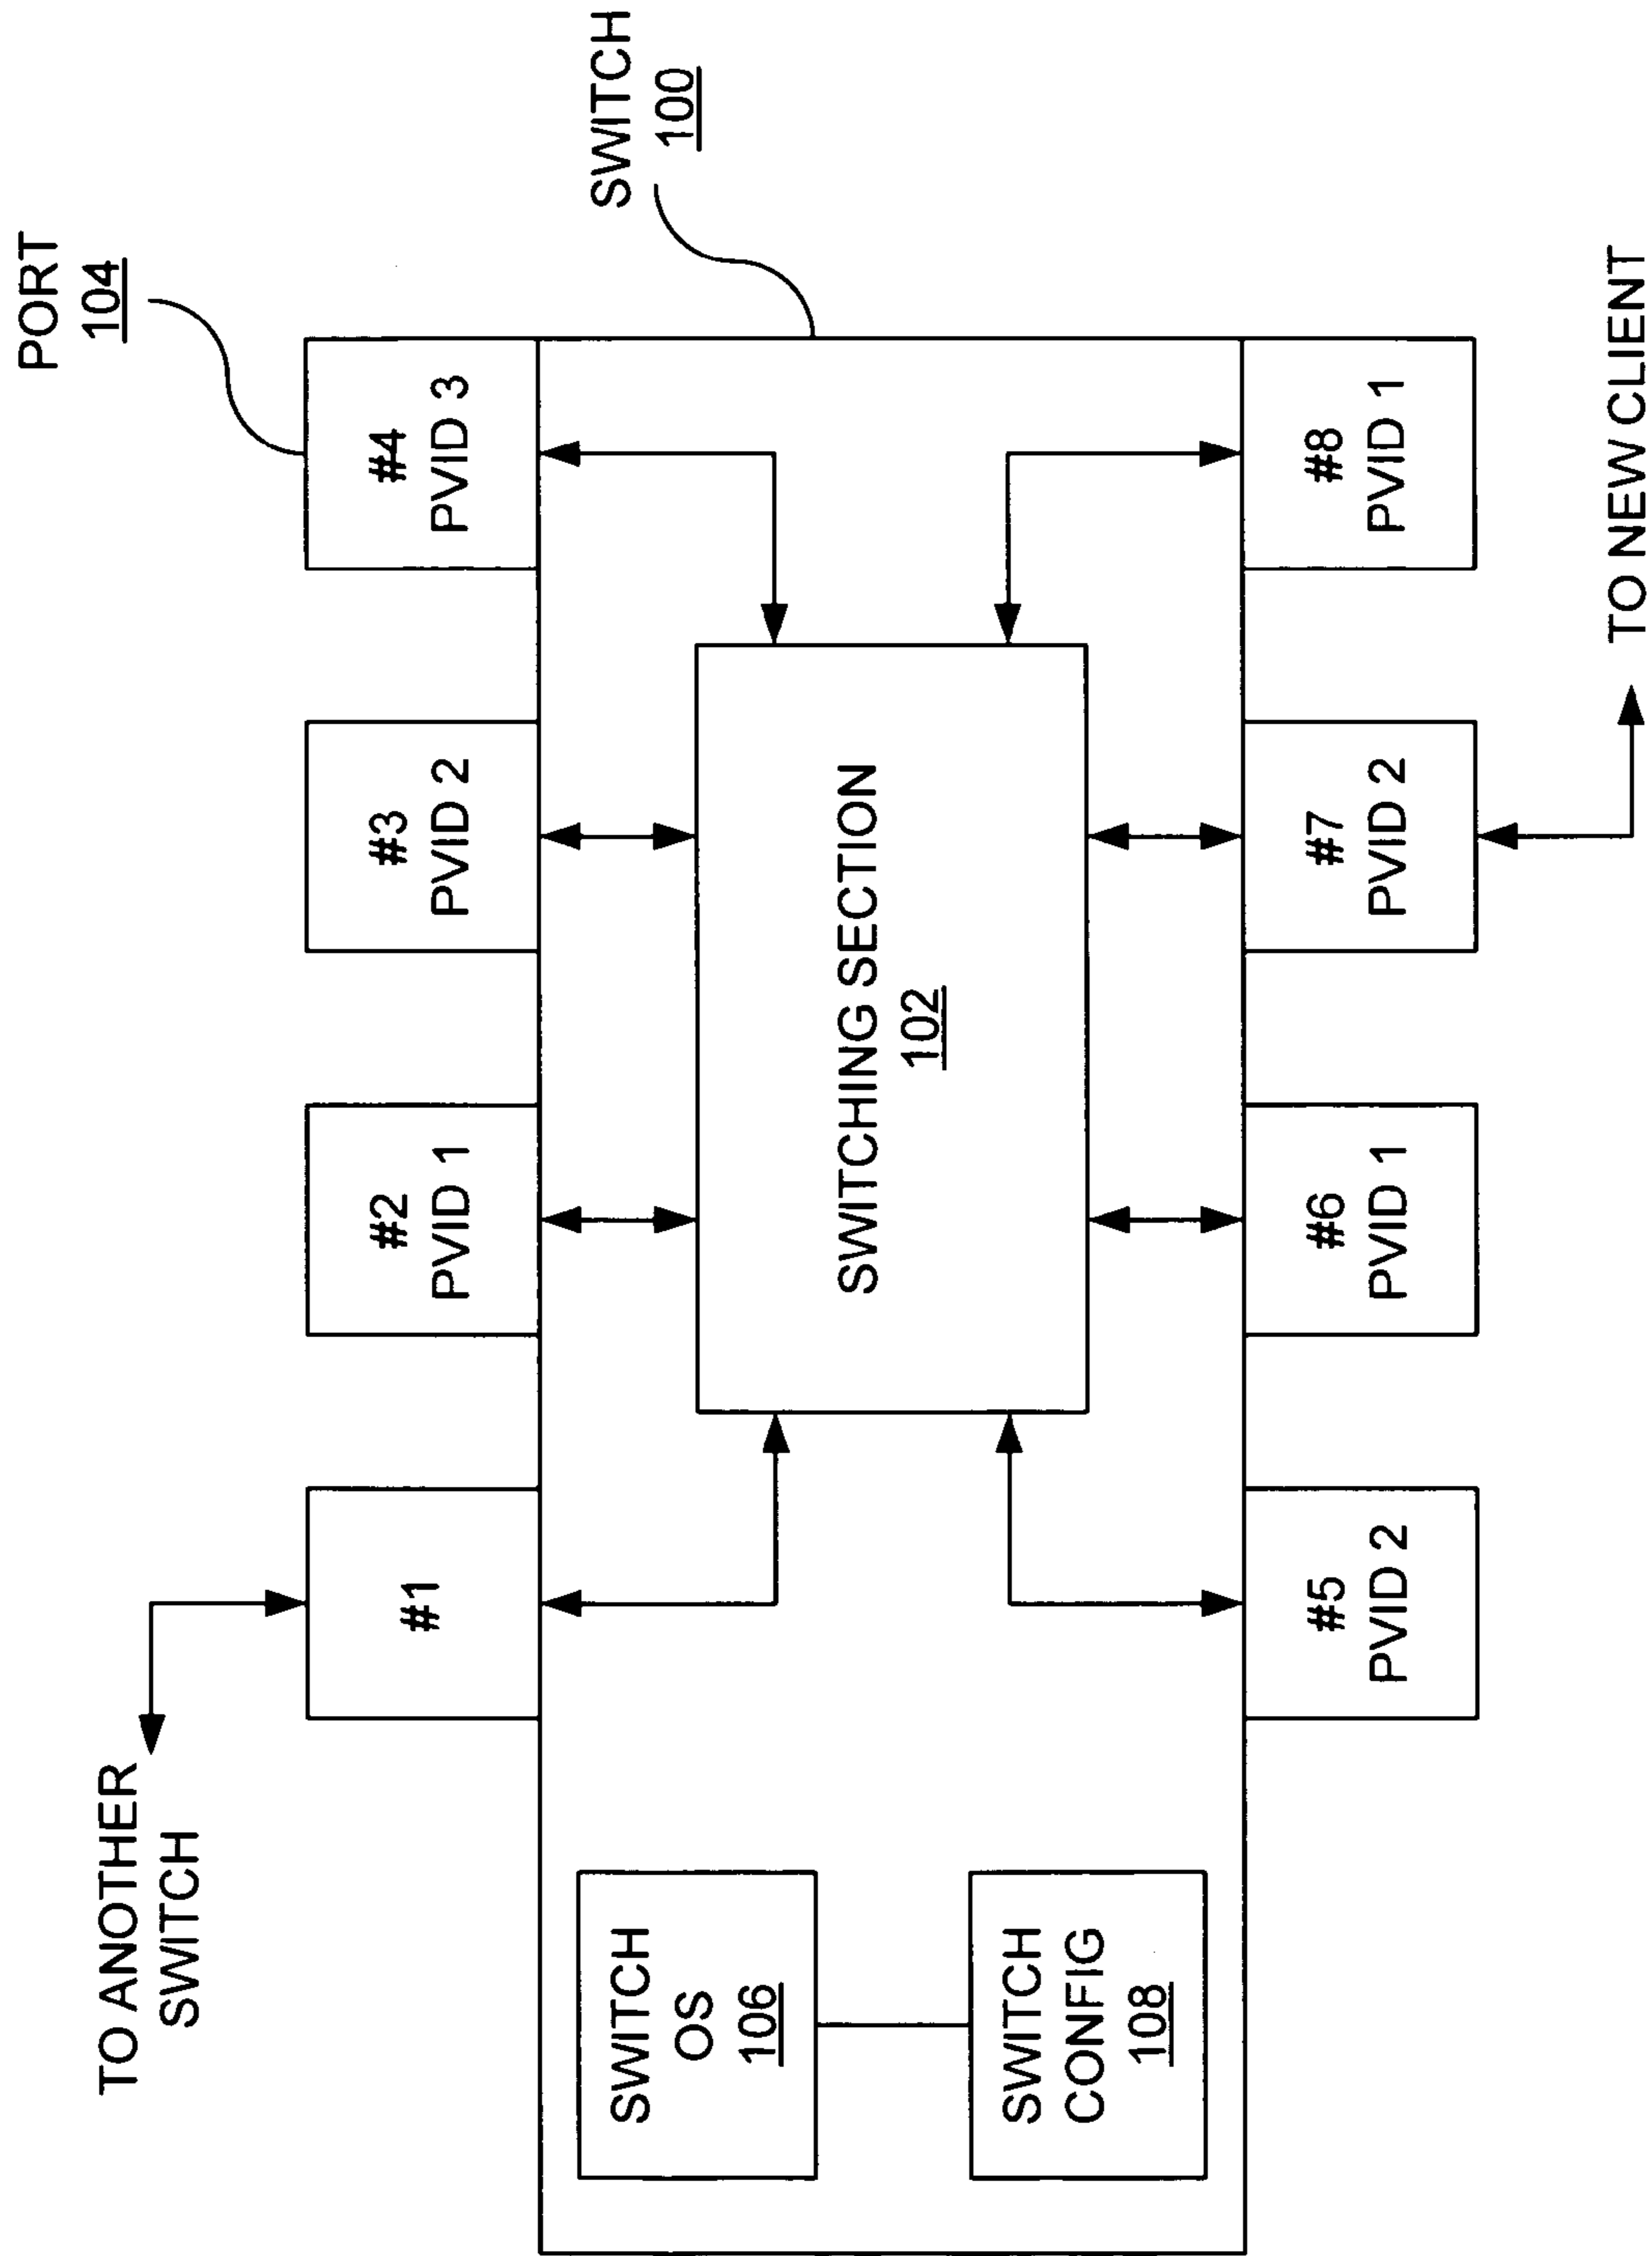 PORT
104
SWITCH
100
TO ANOTHER
SWITCH
#1
#2
PVID 1
#3
PVID 2
#4
PVID 3
SWITCH
OS
106
SWITCHING SECTION
102
SWITCH
CONFIG
108
#5
PVID 2
#6
PVID 1
#7
PVID 2
#8
PVID 1
TO NEW CLIENT